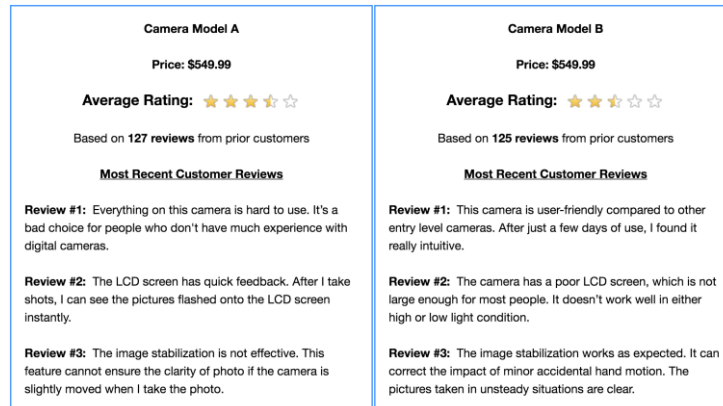 Camera Model A
Price: $549.99
Average Rating:
Based on 127 reviews from prior customers
Most Recent Customer Reviews
Review #1:  Everything on this camera is hard to use. It's a
bad choice for people who don't have much experience with
digital cameras.
Review #2:  The LCD screen has quick feedback. After I take
shots, I can see the pictures flashed onto the LCD screen
instantly.
Review #3:  The image stabilization is not effective. This
feature cannot ensure the clarity of photo if the camera is
slightly moved when I take the photo.
Camera Model B
Price: $549.99
Average Rating:
Based on 125 reviews from prior customers
Most Recent Customer Reviews
Review #1:  This camera is user-friendly compared to other
entry level cameras. After just a few days of use, I found it
really intuitive.
Review #2:  The camera has a poor LCD screen, which is not
large enough for most people. It doesn't work well in either
high or low light condition.
Review #3:  The image stabilization works as expected. It can
correct the impact of minor accidental hand motion. The
pictures taken in unsteady situations are clear.